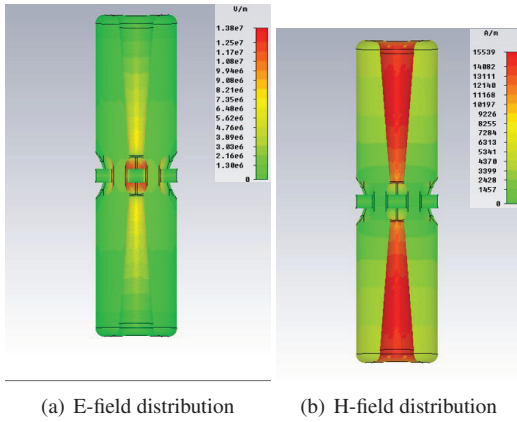 V/m
1.38e7
1.25e7
1.17e7
1.08e7
9.94e6
9.08e6
8.21e6
7.35e6
6.48e6
5.62e6
4.76e6
3.89e6
3.03e6
2.16e6
1.30e6
0
A/m
15539
14082
13111
12140
11168
10197
9226
8255
7284
6313
5341
4370
3399
2428
1457
0
(a) E-field distribution
(b) H-field distribution